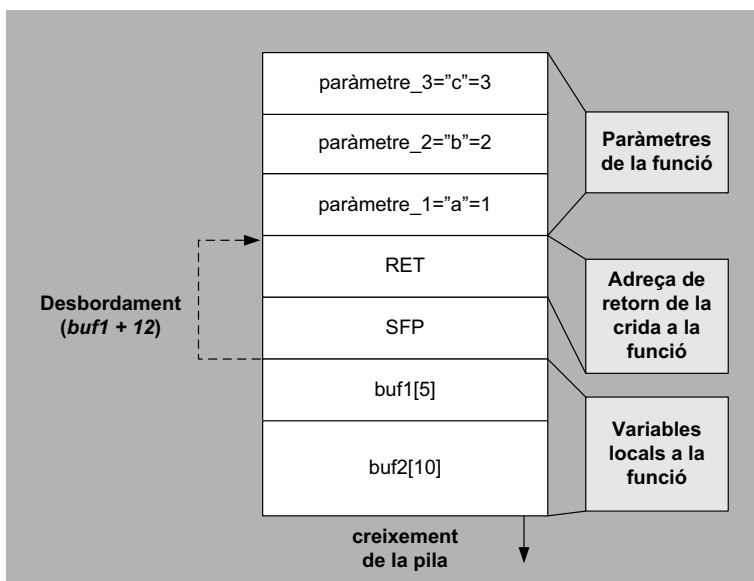 paràmetre_3=”c”=3
paràmetre_2=”b”=2
paràmetre_1=”a”=1
RET
SFP
buf1[5]
buf2[10]
Paràmetres
de la funció
Adreça de
retorn de la
crida a la
funció
Variables
locals a la
funció
Desbordament
(buf1 + 12)
creixement
de la pila